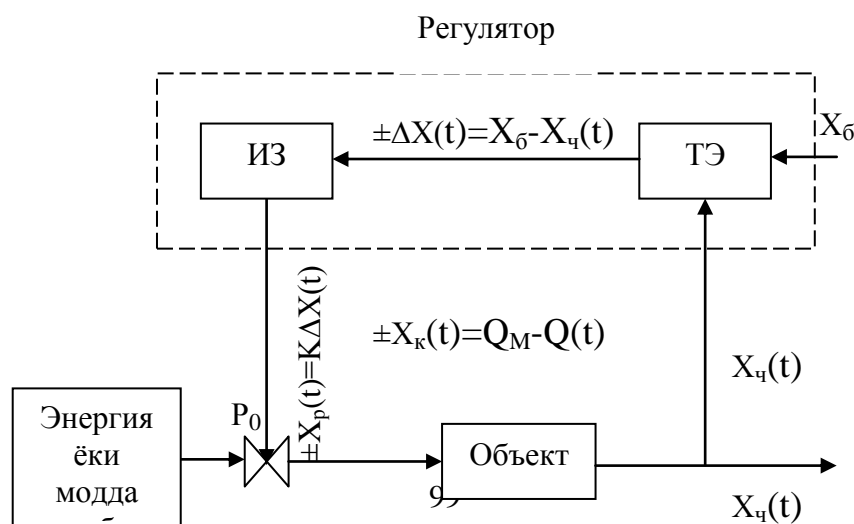 Регулятор
ИЗ
±ΔX(t)=Xб-Xч(t)
ТЭ
Xб
±Xр(t)=KΔX(t)
±Xк(t)=QМ-Q(t)
Xч(t)
Энергия
ёки
модда
P0
Объект
Xч(t)